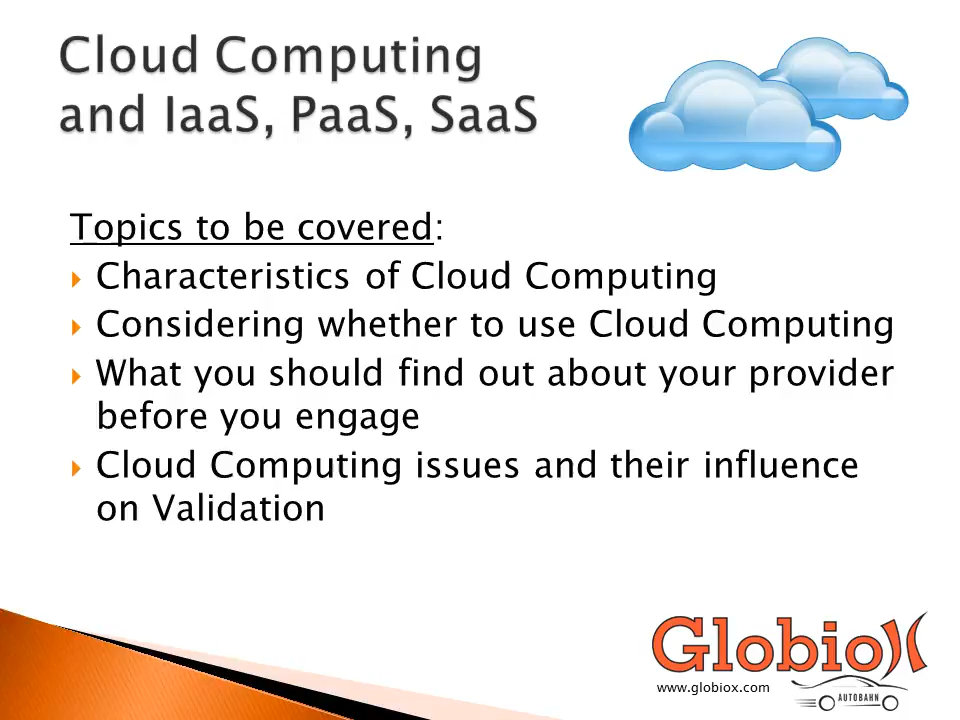 Cloud Computing
and IaaS, PaaS, SaaS
Topics to be covered:
Characteristics of Cloud Computing
Considering whether to use Cloud Computing
What you should find out about your provider
before you engage
Cloud Computing issues and their influence
on Validation
Globiox
www.globiox.com
AUTOBAHN